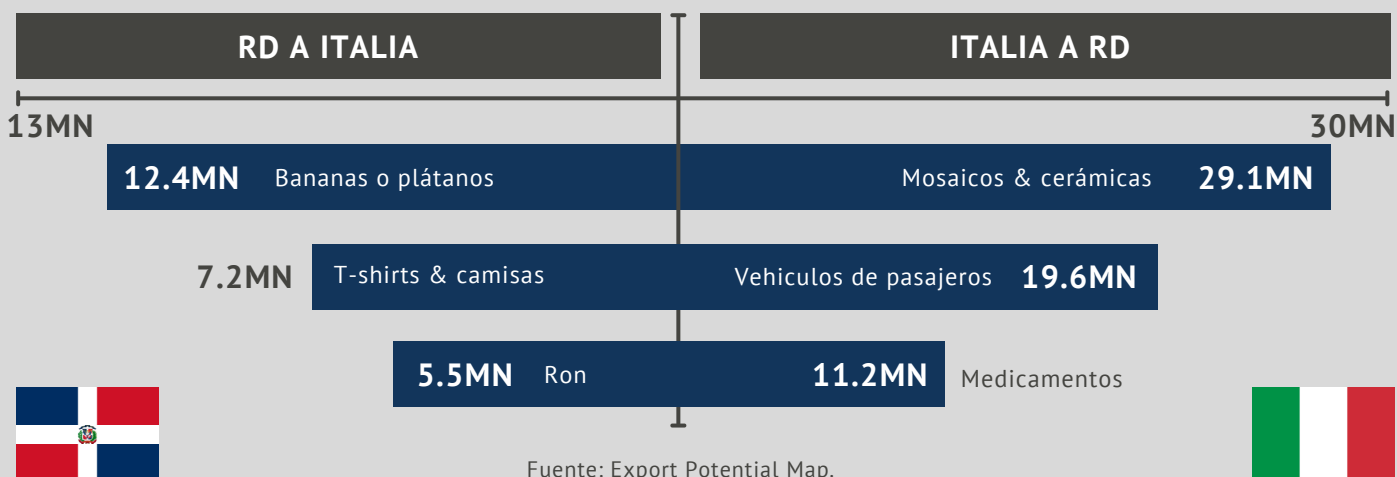 RD A ITALIA
ITALIA A RD
13MN
30MN
12.4MN Bananas o plátanos
Mosaicos & cerámicas 29.1MN
7.2MN T-shirts & camisas
Vehiculos de pasajeros 19.6MN
5.5MN Ron
11.2MN Medicamentos
Fuente: Export Potential Map.